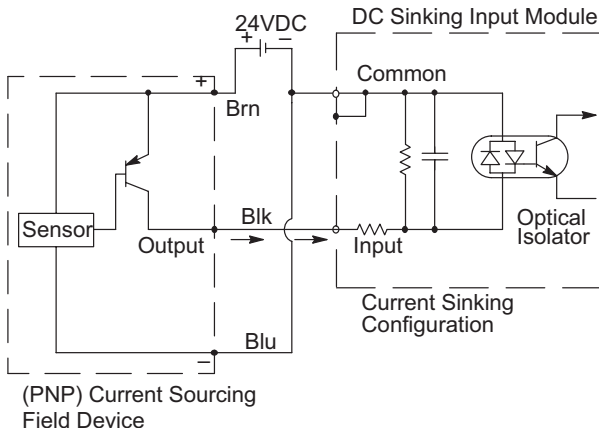 DC Sinking Input Module
24VDC
+ −
+
Common
Brn
Sensor
Output
Blk
Input
Optical
Isolator
Current Sinking
Configuration
Blu
−
(PNP) Current Sourcing
Field Device